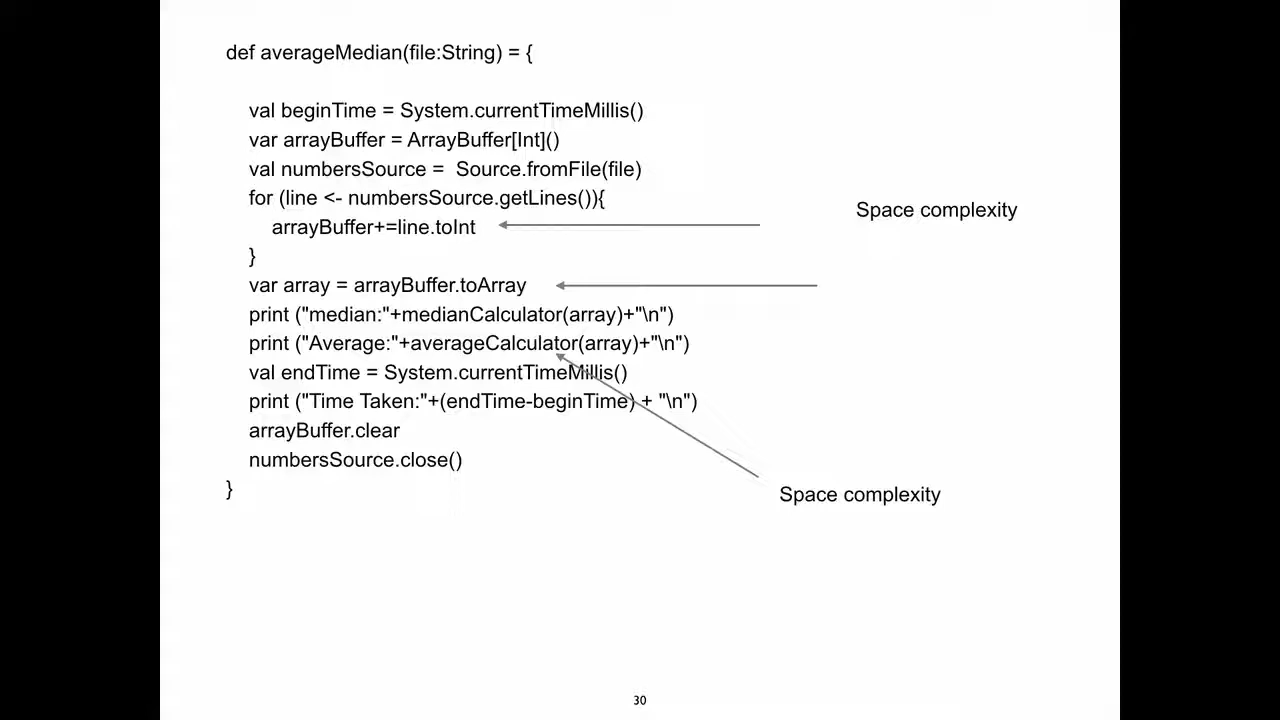 def averageMedian(file:String) = {
val beginTime = System.currentTimeMillis()
var arrayBuffer = ArrayBuffer[Int]()
val numbersSource =  Source.fromFile(file)
for (line <- numbersSource.getLines()){
Space complexity
arrayBuffer+=line.toInt
}
var array = arrayBuffer.toArray
print ("median:"+medianCalculator(array)+"\n")
print ("Average:"+averageCalculator(array)+"\n")
val endTime = System.currentTimeMillis()
print ("Time Taken:"+(endTime-beginTime) + "\n")
arrayBuffer.clear
numbersSource.close()
}
Space complexity
30